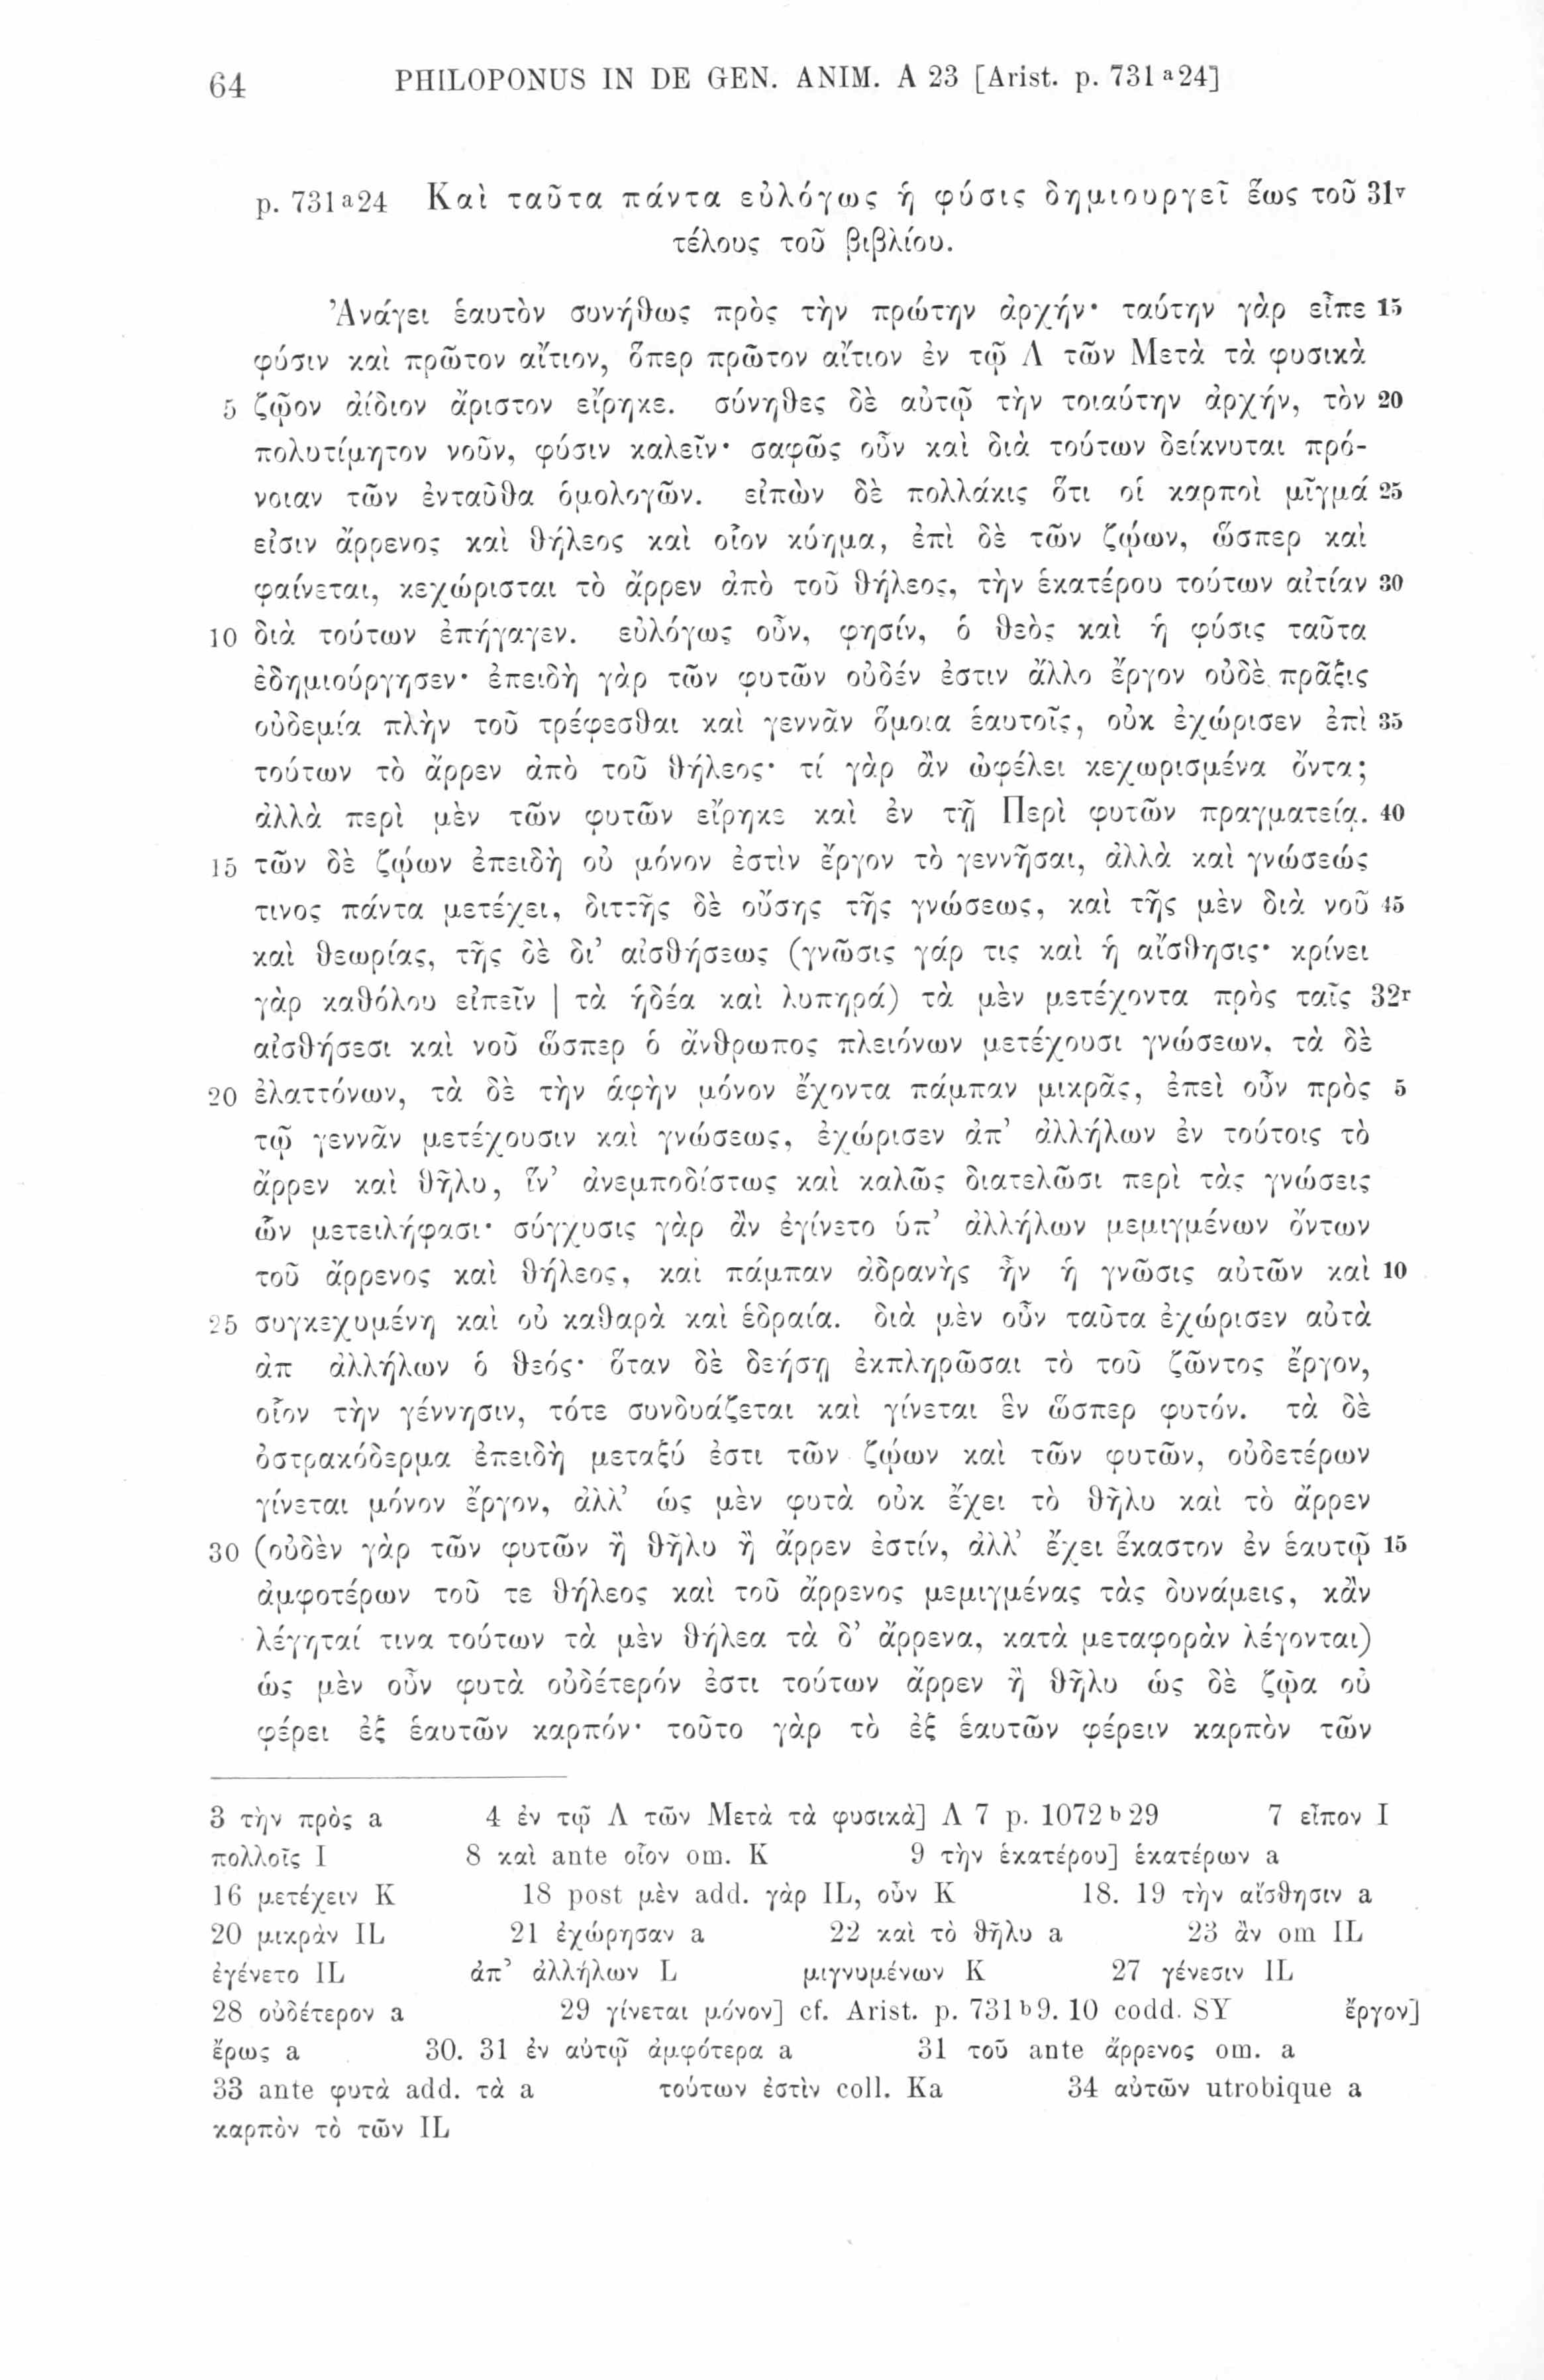 64 PHILOPONUS IN DE GEN. ANIM. A 23 [Arist. p. 731 a 24]
p. 731 a 24 Καὶ ταῦτα πάντα εὐλόγως ἡ φύσις δημιουργεῖ ἕως τοῦ 31v
τέλους τοῦ βιβλίου.
Ἀνάγει ἑαυτὸν συνήθως πρὸς τὴν πρώτην ἀρχήν· ταύτην γὰρ εἶπε 15
φύσιν καὶ πρῶτον αἴτιον, ὅπερ πρῶτον αἴτιον ἐν τῷ Λ τῶν Μετὰ τὰ φυσικὰ
5 ζῷον ἀίδιον ἄριστον εἴρηκε. σύνηθες δὲ αὐτῷ τὴν τοιαύτην ἀρχήν, τὸν 20
πολυτίμητον νοῦν, φύσιν καλεῖν· σαφῶς οὖν καὶ διὰ τούτων δείκνυται πρό-
νοιαν τῶν ἐνταῦθα ὁμολογῶν. εἰπὼν δὲ πολλάκις ὅτι οἱ καρποὶ μῖγμά 25
εἰσιν ἄρρενος καὶ θήλεος καὶ οἷον κύημα, ἐπὶ δὲ τῶν ζῴων, ὥσπερ καὶ
φαίνεται, κεχώρισται τὸ ἄρρεν ἀπὸ τοῦ θήλεος, τὴν ἑκατέρου τούτων αἰτίαν 30
10 διὰ τούτων ἐπήγαγεν. εὐλόγως οὖν, φησίν, ὁ θεὸς καὶ ἡ φύσις ταῦτα
ἐδημιούργησεν· ἐπειδὴ γὰρ τῶν φυτῶν οὐδέν ἐστιν ἄλλο ἔργον οὐδὲ πρᾶξις
οὐδεμία πλὴν τοῦ τρέφεσθαι καὶ γεννᾶν ὅμοια ἑαυτοῖς, οὐκ ἐχώρισεν ἐπὶ 35
τούτων τὸ ἄρρεν ἀπὸ τοῦ θήλεος· τί γὰρ ἂν ὠφέλει κεχωρισμένα ὄντα;
ἀλλὰ περὶ μὲν τῶν φυτῶν εἴρηκε καὶ ἐν τῇ Περὶ φυτῶν πραγματείᾳ. 40
15 τῶν δὲ ζῴων ἐπειδὴ οὐ μόνον ἐστὶν ἔργον τὸ γεννῆσαι, ἀλλὰ καὶ γνώσεώς
τινος πάντα μετέχει, διττῆς δὲ οὔσης τῆς γνώσεως, καὶ τῆς μὲν διὰ νοῦ 45
καὶ θεωρίας, τῆς δὲ δι’ αἰσθήσεως (γνῶσις γάρ τις καὶ ἡ αἴσθησις· κρίνει
γὰρ καθόλου εἰπεῖν | τὰ ἡδέα καὶ λυπηρά) τὰ μὲν μετέχοντα πρὸς ταῖς 32r
αἰσθήσεσι καὶ νοῦ ὥσπερ ὁ ἄνθρωπος πλειόνων μετέχουσι γνώσεων, τὰ δὲ
20 ἐλαττόνων, τὰ δὲ τὴν ἁφὴν μόνον ἔχοντα πάμπαν μικρᾶς, ἐπεὶ οὖν πρὸς 5
τῷ γεννᾶν μετέχουσιν καὶ γνώσεως, ἐχώρισεν ἀπ’ ἀλλήλων ἐν τούτοις τὸ
ἄρρεν καὶ θῆλυ, ἵν’ ἀνεμποδίστως καὶ καλῶς διατελῶσι περὶ τὰς γνώσεις
ὧν μετειλήφασι· σύγχυσις γὰρ ἂν ἐγίνετο ὑπ’ ἀλλήλων μεμιγμένων ὄντων
τοῦ ἄρρενος καὶ θήλεος, καὶ πάμπαν ἀδρανὴς ἦν ἡ γνῶσις αὐτῶν καὶ 10
25 συγκεχυμένη καὶ οὐ καθαρὰ καὶ ἑδραία. διὰ μὲν οὖν ταῦτα ἐχώρισεν αὐτὰ
ἀπ ἀλλήλων ὁ θεός· ὅταν δὲ δεήσῃ ἐκπληρῶσαι τὸ τοῦ ζῶντος ἔργον,
οἷον τὴν γέννησιν, τότε συνδυάζεται καὶ γίνεται ἓν ὥσπερ φυτόν. τὰ δὲ
ὀστρακόδερμα ἐπειδὴ μεταξύ ἐστι τῶν ζῴων καὶ τῶν φυτῶν, οὐδετέρων
γίνεται μόνον ἔργον, ἀλλ’ ὡς μὲν φυτὰ οὐκ ἔχει τὸ θῆλυ καὶ τὸ ἄρρεν
30 (οὐδὲν γὰρ τῶν φυτῶν ἢ θῆλυ ἢ ἄρρεν ἐστίν, ἀλλ’ ἔχει ἕκαστον ἐν ἑαυτῷ 15
ἀμφοτέρων τοῦ τε θήλεος καὶ τοῦ ἄρρενος μεμιγμένας τὰς δυνάμεις, κἂν
λέγηταί τινα τούτων τὰ μὲν θήλεα τὰ δ’ ἄρρενα, κατὰ μεταφορὰν λέγονται)
ὡς μὲν οὖν φυτὰ οὐδέτερόν ἐστι τούτων ἄρρεν ἢ θῆλυ ὡς δὲ ζῷα οὐ
φέρει ἐξ ἑαυτῶν καρπόν· τοῦτο γὰρ τὸ ἐξ ἑαυτῶν φέρειν καρπὸν τῶν
3 τὴν πρὸς a 4 ἐν τῷ Λ τῶν Μετὰ τὰ φυσικὰ] Λ 7 p. 1072 b 29 7 εἶπον I
πολλοῖς I 8 καὶ ante οἷον om. K 9 τὴν ἑκατέρου] ἑκατέρων a
16 μετέχειν K 18 post μὲν add. γὰρ IL, οὖν K 18. 19 τὴν αἴσθησιν a
20 μικρὰν IL 21 ἐχώρησαν a 22 καὶ τὸ θῆλυ a 23 ἂν om IL
ἐγένετο IL ἀπ’ ἀλλήλων L μιγνυμένων K 27 γένεσιν IL
28 οὐδέτερον a 29 γίνεται μόνον] cf. Arist. p. 731 b 9. 10 codd. SY ἔργον]
ἔρως a 30. 31 ἐν αὐτῷ ἀμφότερα a 31 τοῦ ante ἄρρενος om. a
33 ante φυτὰ add. τὰ a τούτων ἐστὶν coll. Ka 34 αὐτῶν utrobique a
καρπὸν τὸ τῶν IL